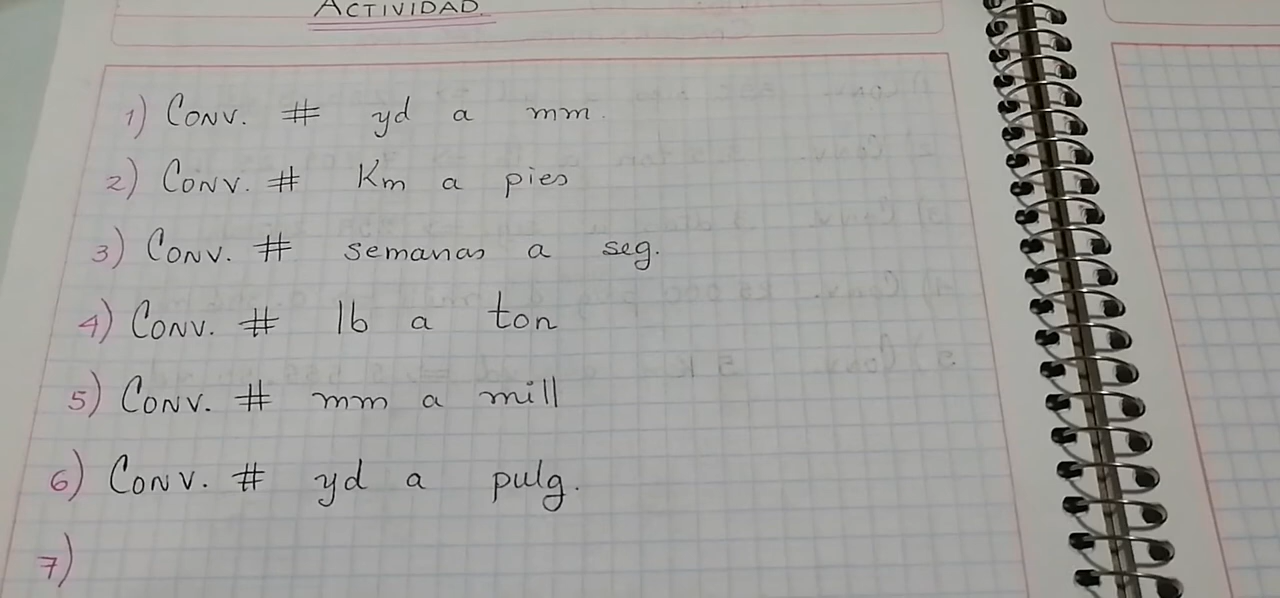 ACTIVIDAD.
1) CONV. # yd a mm.
2) CONV. # Km a pies
3) CONV. # semanas a seg.
4) CONV. # lb a ton
5) CONV. # mm a mill
6) CONV. # yd a pulg.
7)